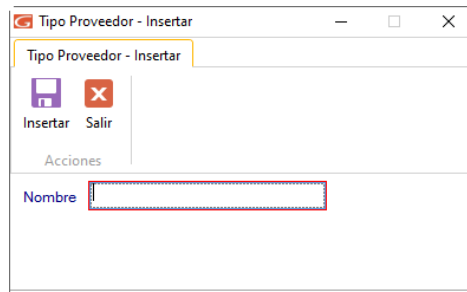 Tipo Proveedor - Insertar
Tipo Proveedor - Insertar
Insertar Salir
Acciones
Nombre